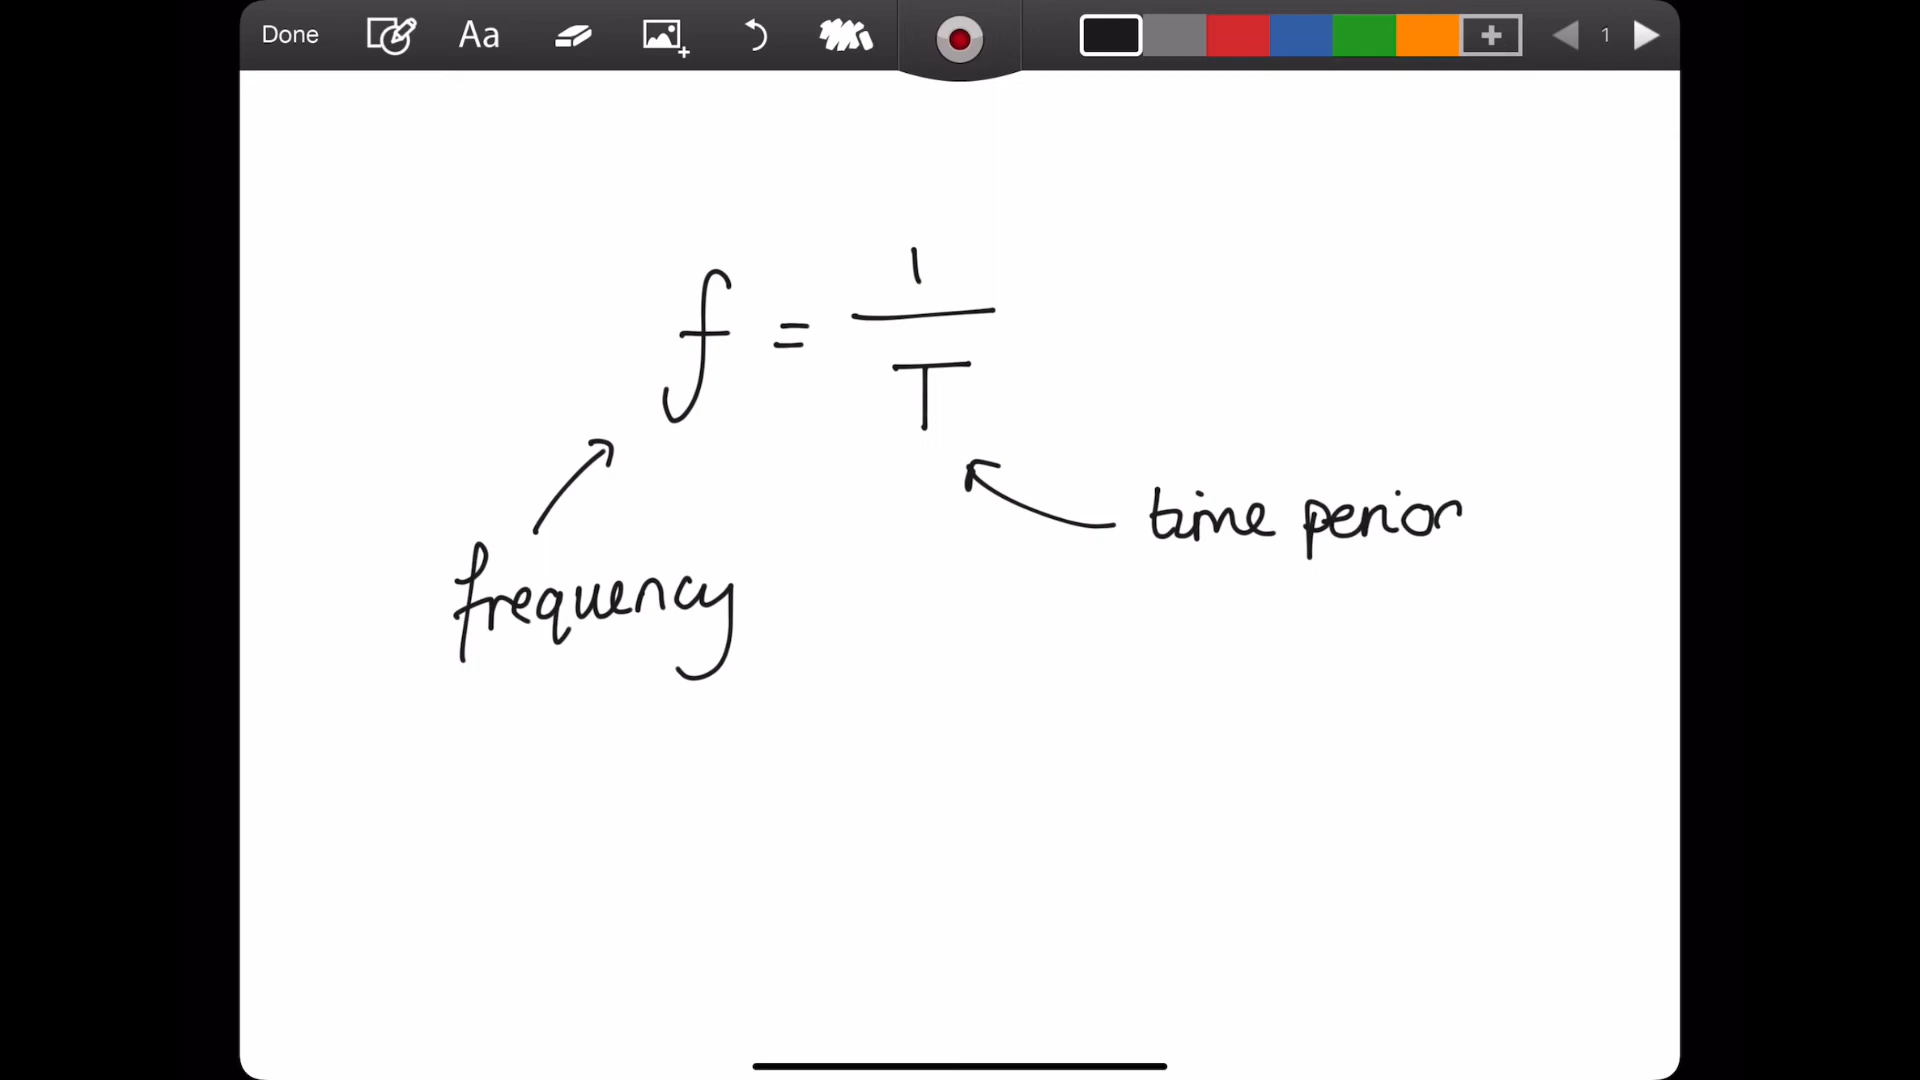 Done Aa 1
f = 1/T
time perior
frequency